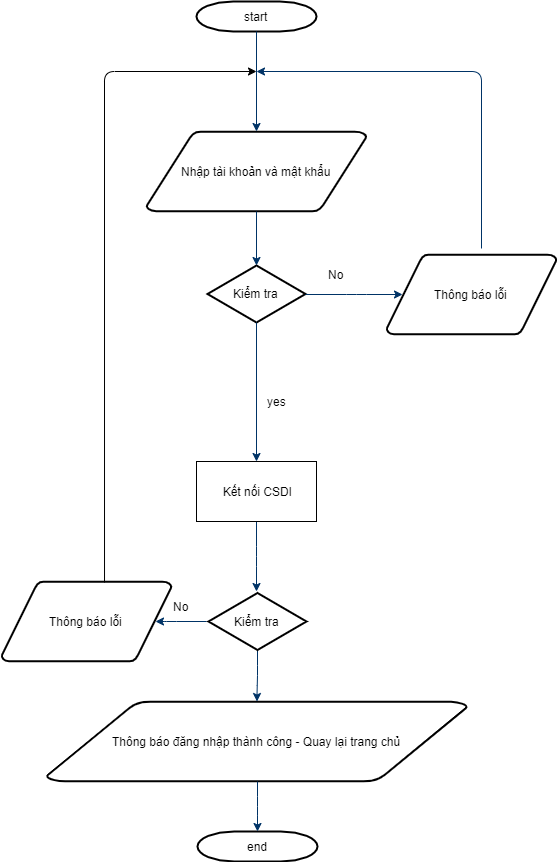 start
Nhập tài khoản và mật khẩu
Kiểm tra
No
Thông báo lỗi
yes
Kết nối CSDl
Kiểm tra
No
Thông báo lỗi
Thông báo đăng nhập thành công - Quay lại trang chủ
end